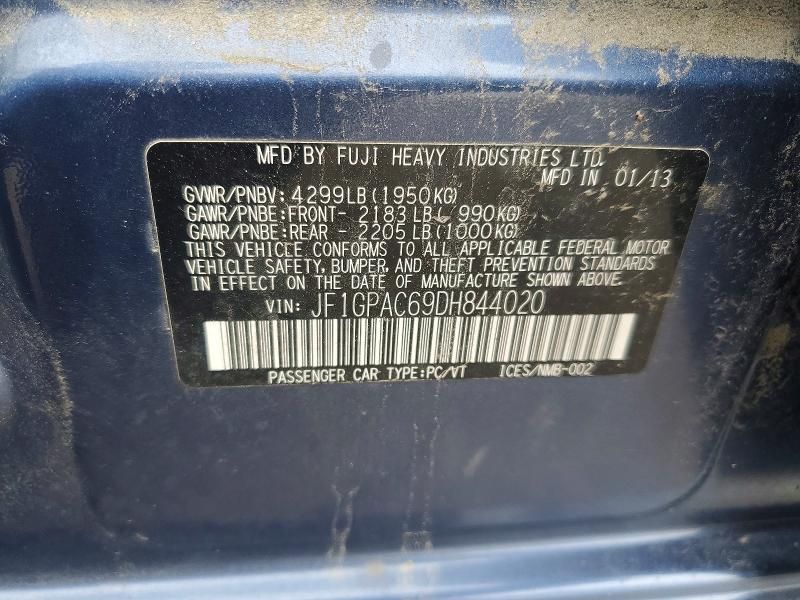 MFD BY FUJI HEAVY INDUSTRIES LTD.
MFD IN 01/13
GVWR/PNBV: 4299LB (1950KG)
GAWR/PNBE:FRONT- 2183 LB ( 990KG)
GAWR/PNBE:REAR - 2205 LB (1000KG)
THIS VEHICLE CONFORMS TO ALL APPLICABLE FEDERAL MOTOR
VEHICLE SAFETY, BUMPER, AND THEFT PREVENTION STANDARDS
IN EFFECT ON THE DATE OF MANUFACTURE SHOWN ABOVE.
VIN: JF1GPAC69DH844020
PASSENGER CAR TYPE:PC/VT ICES/NMB-002